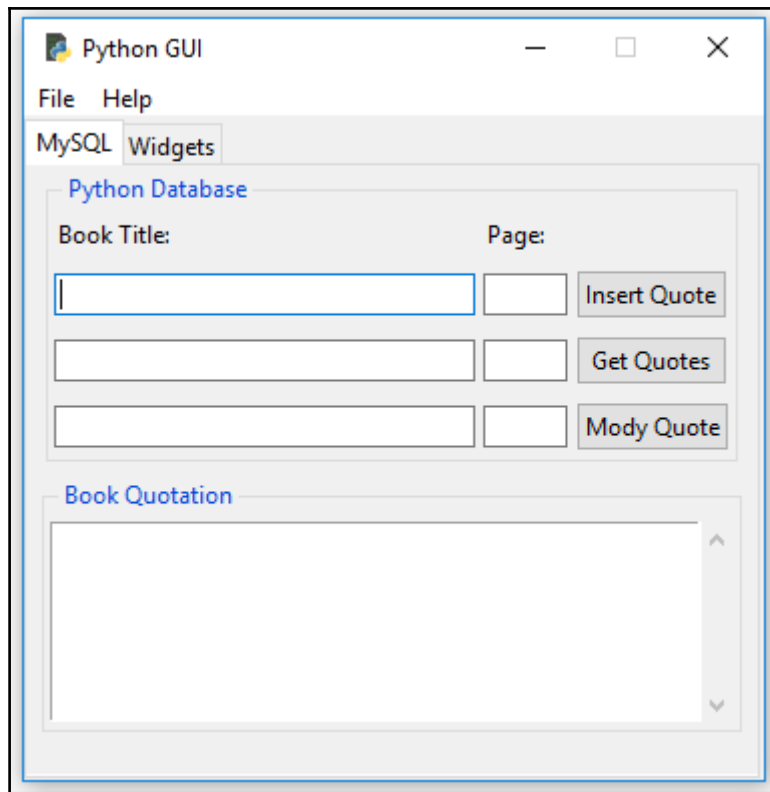 Python GUI
File Help
MySQL Widgets
Python Database
Book Title: Page:
Insert Quote
Get Quotes
Mody Quote
Book Quotation